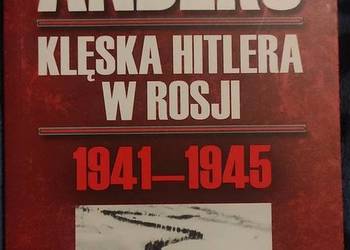 ANDERS
KLĘSKA HITLERA
W ROSJI
1941–1945